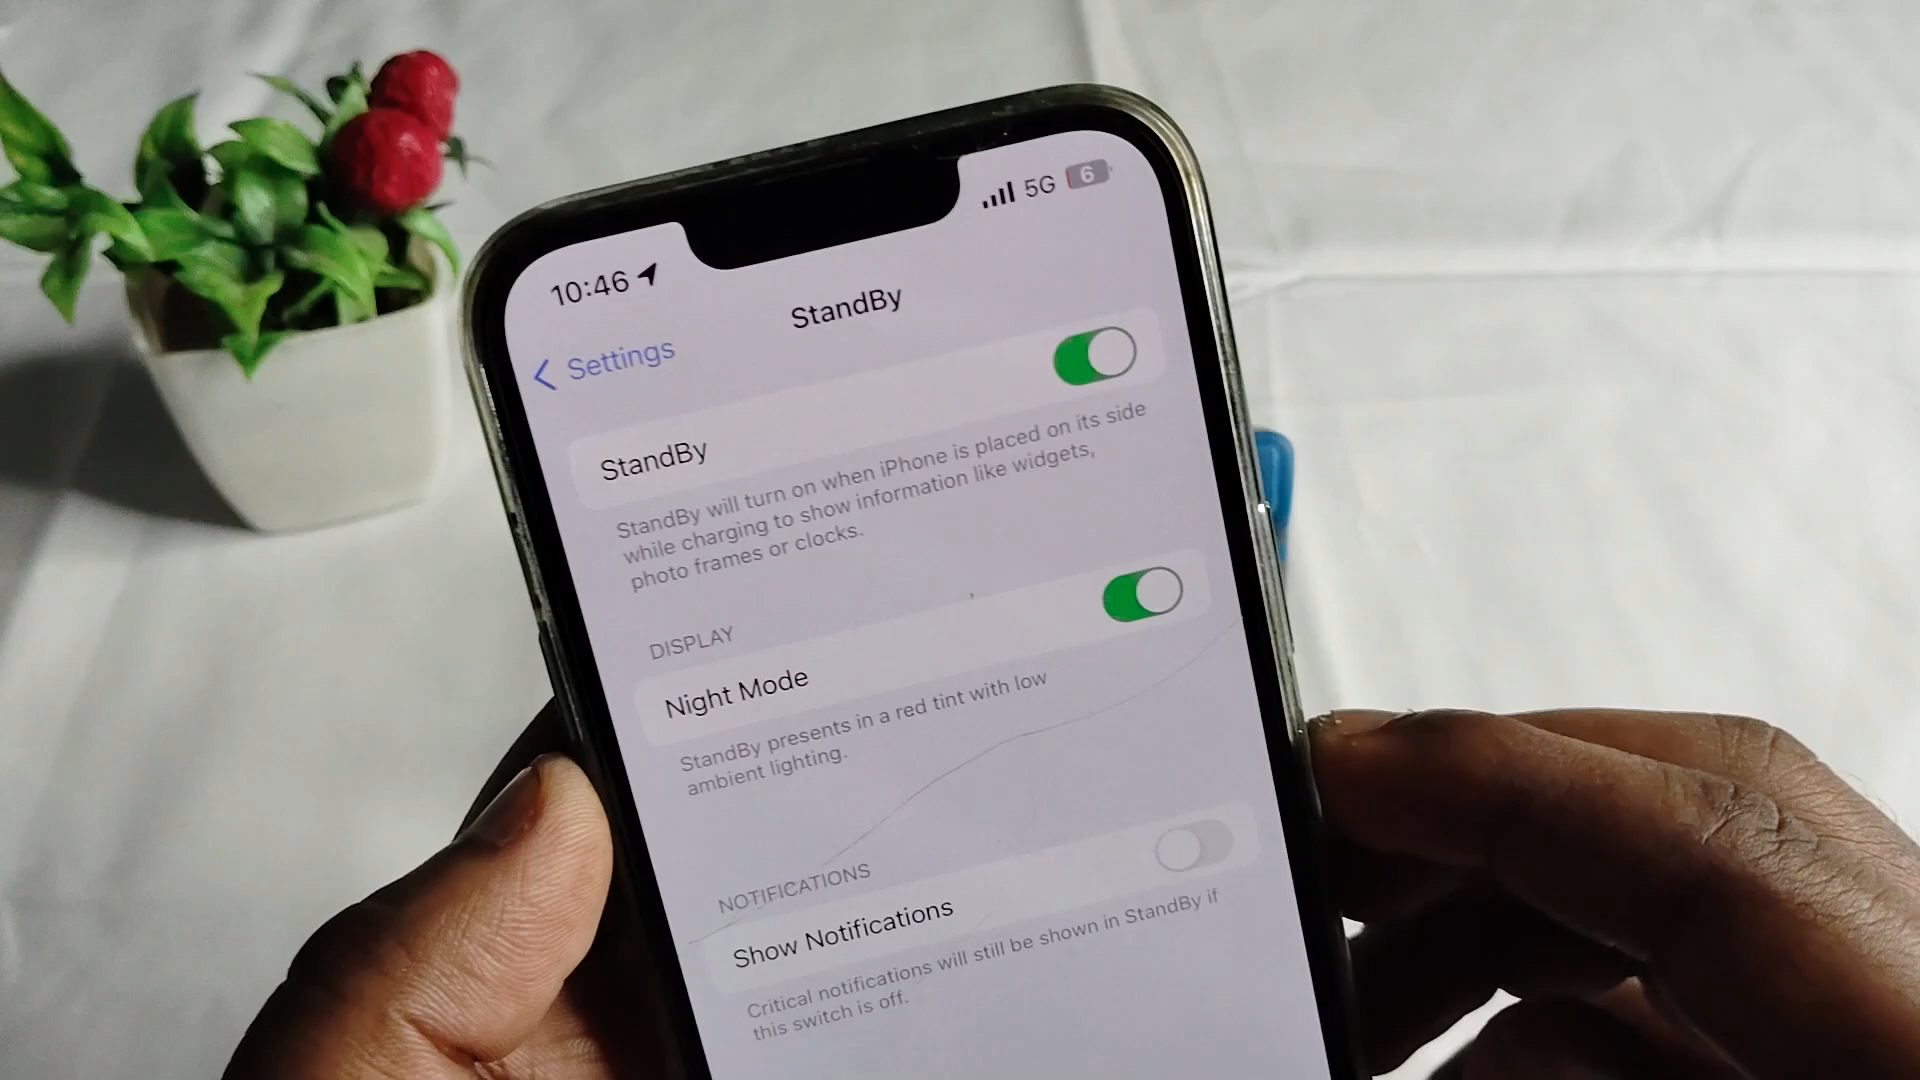 10:46
5G 6
Settings
StandBy
StandBy
StandBy will turn on when iPhone is placed on its side
while charging to show information like widgets,
photo frames or clocks.
DISPLAY
Night Mode
StandBy presents in a red tint with low
ambient lighting.
NOTIFICATIONS
Show Notifications
Critical notifications will still be shown in StandBy if
this switch is off.